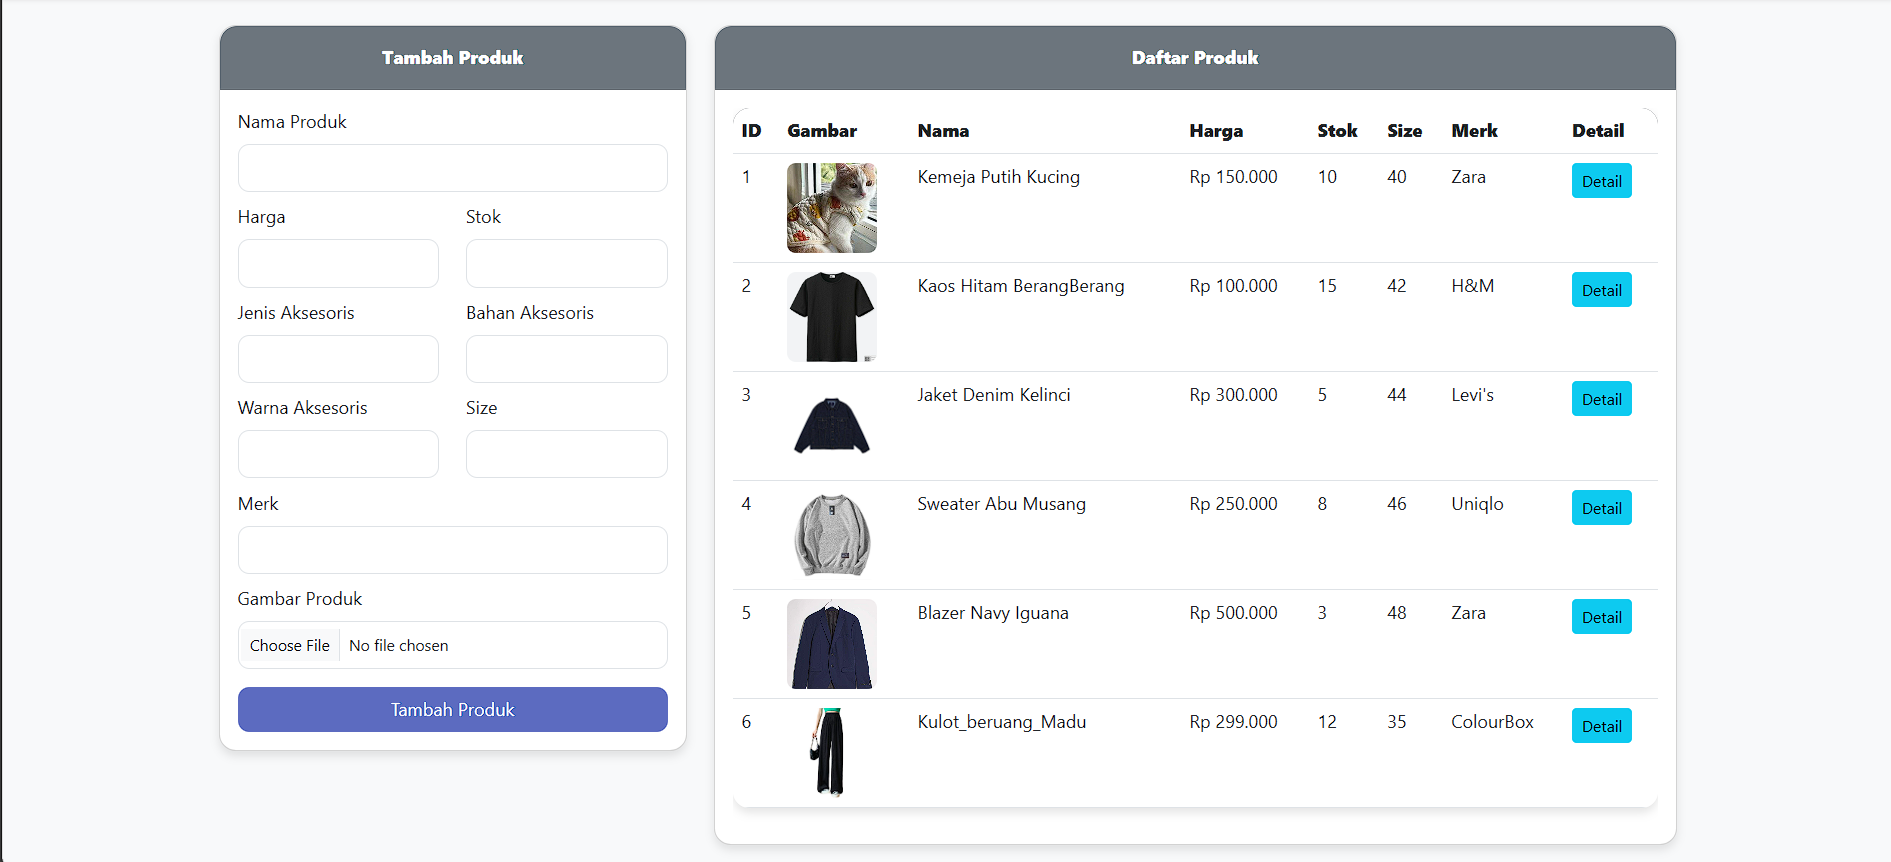 Tambah Produk
Nama Produk
Harga Stok
Jenis Aksesoris Bahan Aksesoris
Warna Aksesoris Size
Merk
Gambar Produk
Choose File No file chosen
Tambah Produk
Daftar Produk
ID Gambar Nama Harga Stok Size Merk Detail
1 Kemeja Putih Kucing Rp 150.000 10 40 Zara Detail
2 Kaos Hitam BerangBerang Rp 100.000 15 42 H&M Detail
3 Jaket Denim Kelinci Rp 300.000 5 44 Levi's Detail
4 Sweater Abu Musang Rp 250.000 8 46 Uniqlo Detail
5 Blazer Navy Iguana Rp 500.000 3 48 Zara Detail
6 Kulot_beruang_Madu Rp 299.000 12 35 ColourBox Detail